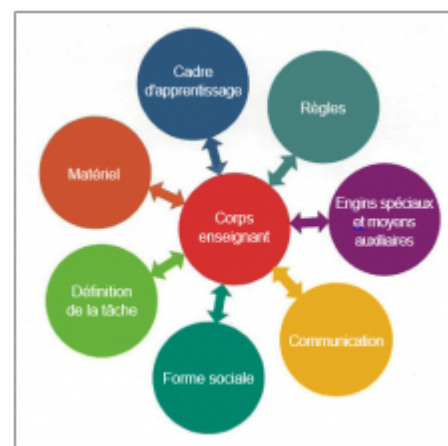 Cadre
d'apprentissage
Règles
Matériel
Engins spéciaux
et moyens
auxiliaires
Corps
enseignant
Définition
de la tâche
Communication
Forme sociale